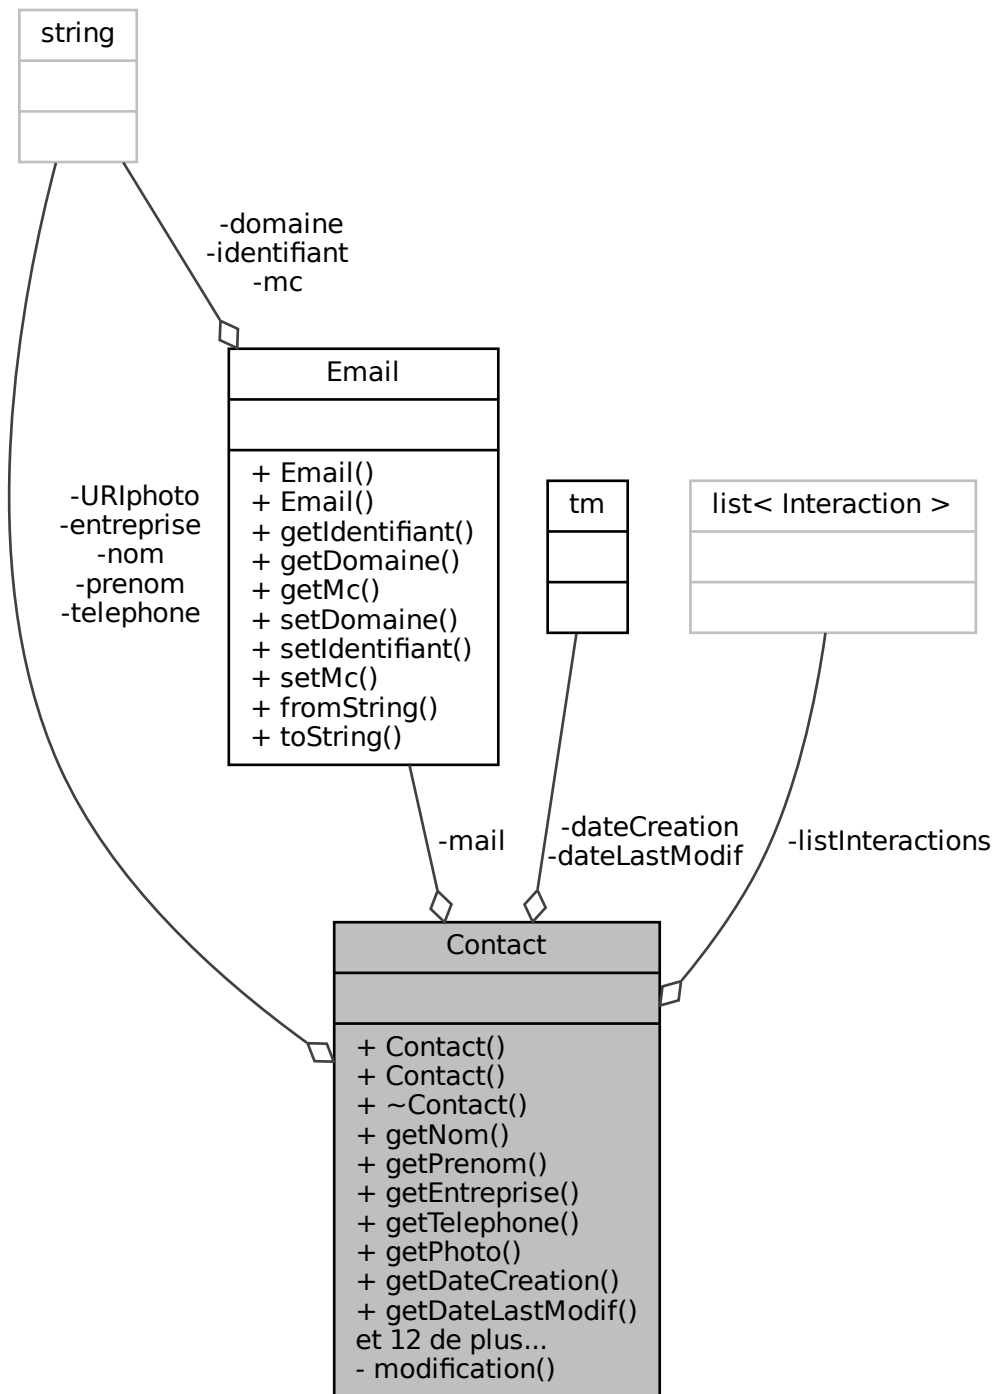 string
-domaine
-identifiant
-mc
Email
+ Email()
+ Email()
+ getIdentifiant()
+ getDomaine()
+ getMc()
+ setDomaine()
+ setIdentifiant()
+ setMc()
+ fromString()
+ toString()
tm
list< Interaction >
-URIphoto
-entreprise
-nom
-prenom
-telephone
-mail
-dateCreation
-dateLastModif
-listInteractions
Contact
+ Contact()
+ Contact()
+ ~Contact()
+ getNom()
+ getPrenom()
+ getEntreprise()
+ getTelephone()
+ getPhoto()
+ getDateCreation()
+ getDateLastModif()
et 12 de plus...
- modification()